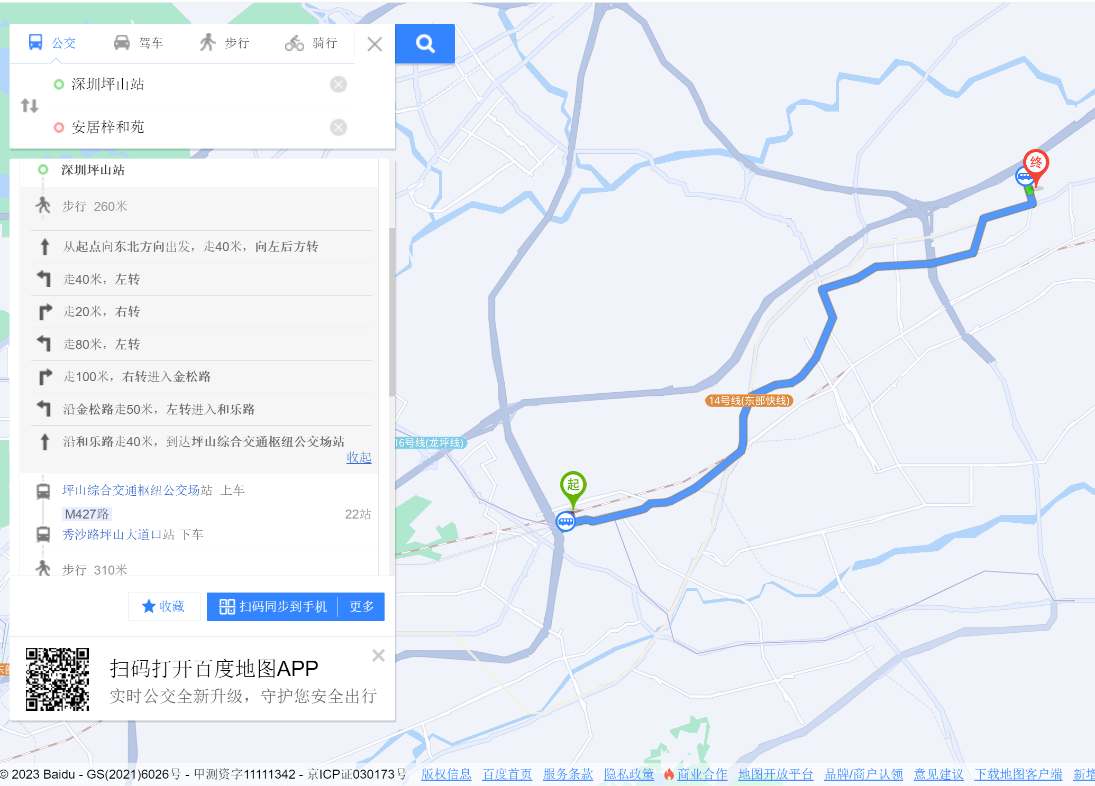 公交 驾车 步行 骑行
深圳坪山站
安居梓和苑
深圳坪山站
步行 260米
从起点向东北方向出发，走40米，向左后方转
走40米，左转
走20米，右转
走80米，左转
走100米，右转进入金松路
沿金松路走50米，左转进入和乐路
沿和乐路走40米，到达坪山综合交通枢纽公交场站
收起
坪山综合交通枢纽公交场站 上车
M427路 22站
秀沙路坪山大道口站 下车
步行 310米
收藏 扫码同步到手机 更多
扫码打开百度地图APP
实时公交全新升级，守护您安全出行
终
14号线(东部快线)
16号线(龙坪线)
起
© 2023 Baidu - GS(2021)6026号 - 甲测资字11111342 - 京ICP证030173号 版权信息 百度首页 服务条款 隐私政策 商业合作 地图开放平台 品牌/商户认领 意见建议 下载地图客户端 新增